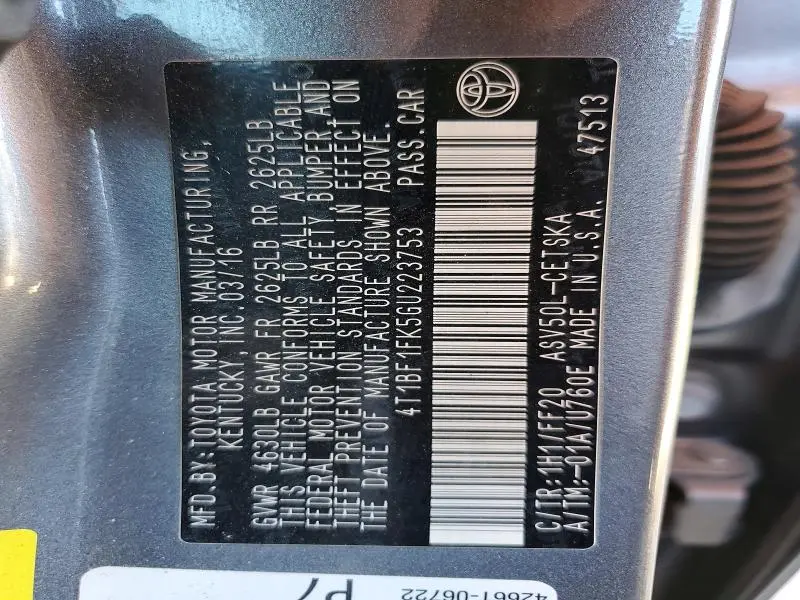 MFD.BY:TOYOTA MOTOR MANUFACTURING,
KENTUCKY,INC.03/16
GVWR 4630LB GAWR FR 2625LB RR 2625LB
THIS VEHICLE CONFORMS TO ALL APPLICABLE
FEDERAL MOTOR VEHICLE SAFETY, BUMPER,AND
THEFT PREVENTION STANDARDS IN EFFECT ON
THE DATE OF MANUFACTURE SHOWN ABOVE.
4T1BF1FK5GU223753 PASS.CAR
C/TR:1H1/FF20 ASV50L-CETSKA
A/TM:-01A/U760E MADE IN U.S.A. 47513
42661-06722